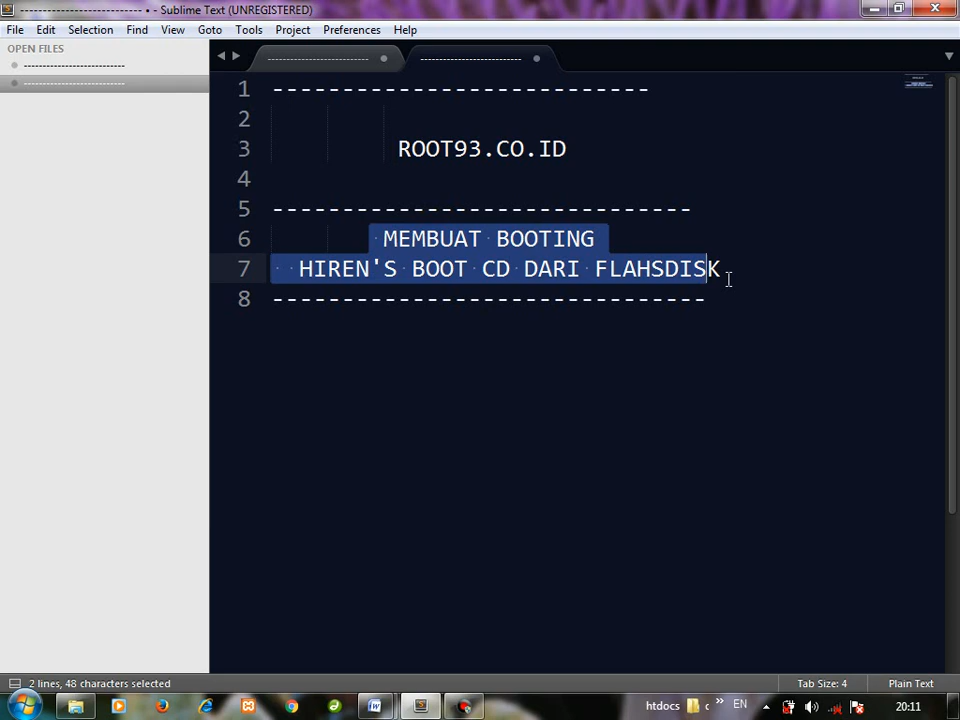 --------------------------- • - Sublime Text (UNREGISTERED)
File Edit Selection Find View Goto Tools Project Preferences Help
OPEN FILES
---------------------------
---------------------------
--------------------------- ---------------------------
1 ---------------------------
2
3 ROOT93.CO.ID
4
5 ------------------------------
6 MEMBUAT BOOTING
7 HIREN'S BOOT CD DARI FLAHSDISK
8 -------------------------------
2 lines, 48 characters selected
Tab Size: 4 Plain Text
htdocs EN 20:11